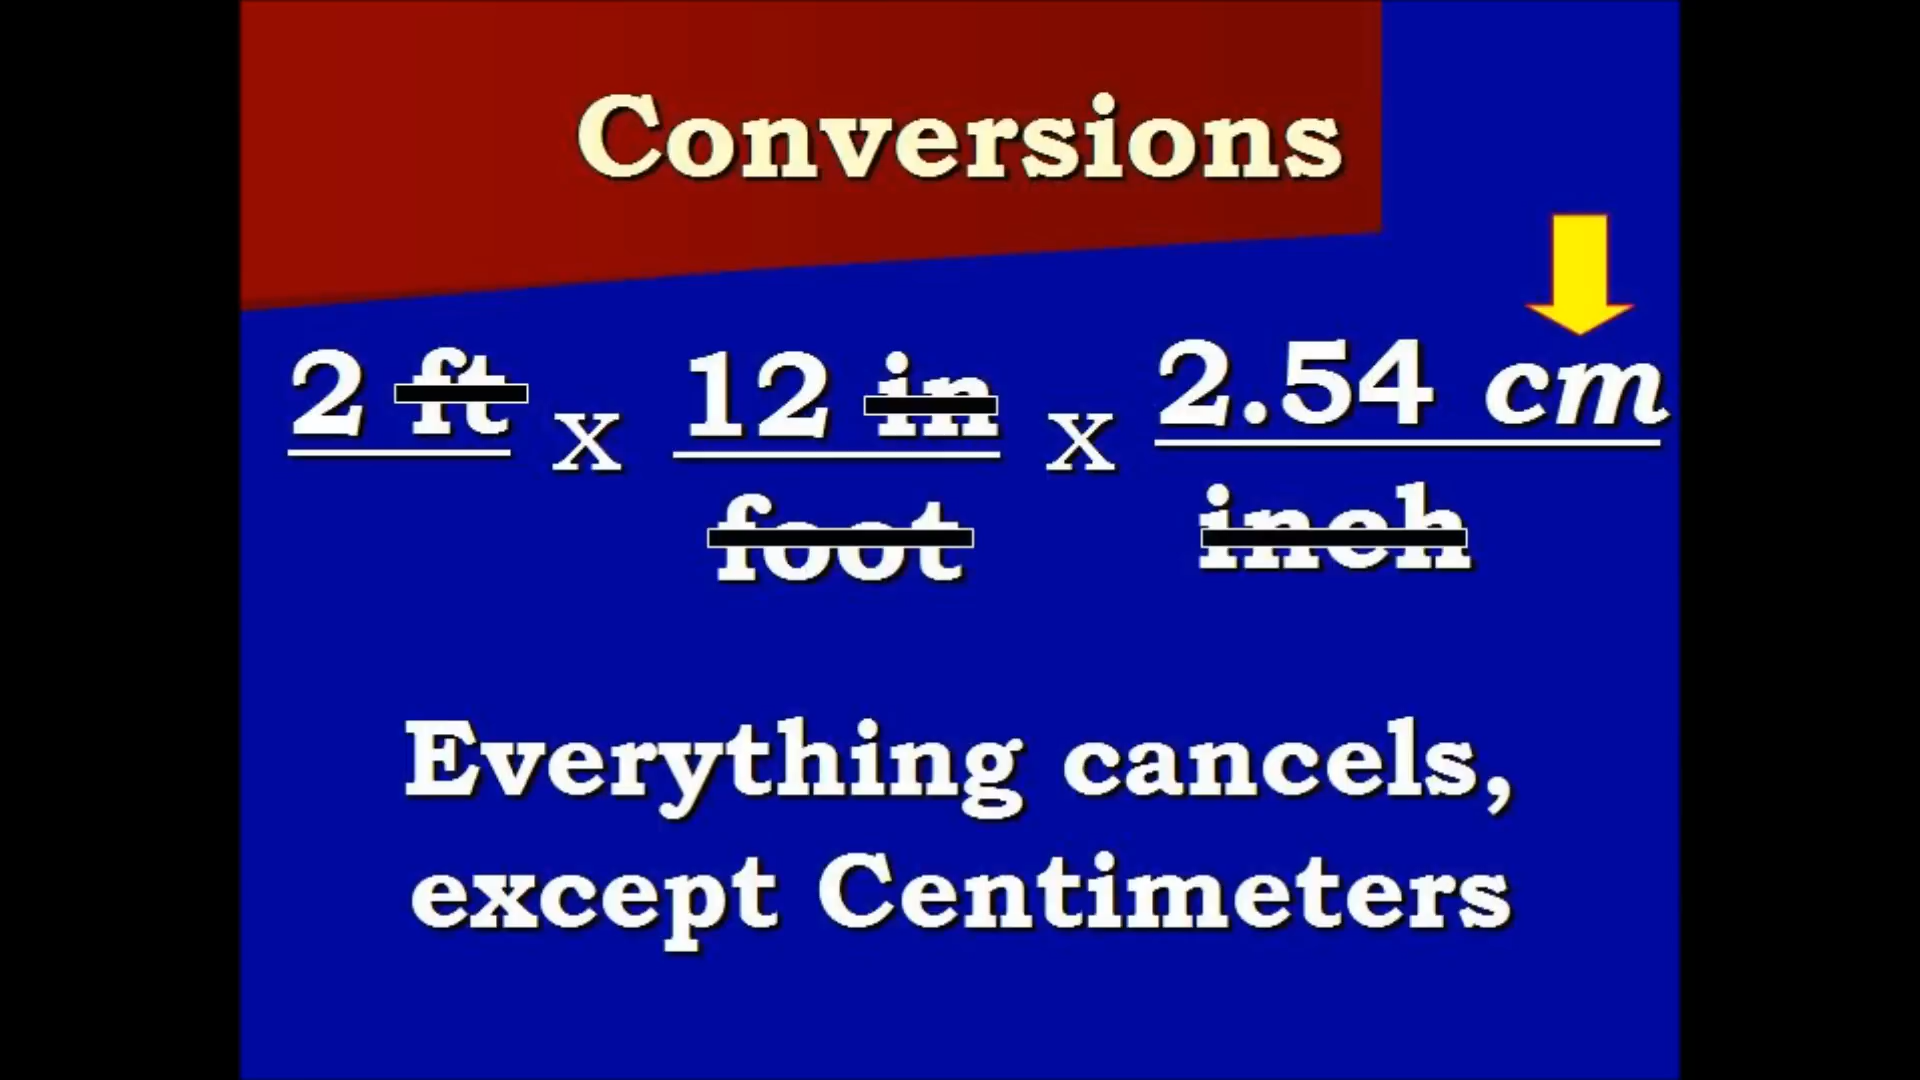 Conversions
2 ft x 12 in x 2.54 cm
foot inch
Everything cancels,
except Centimeters